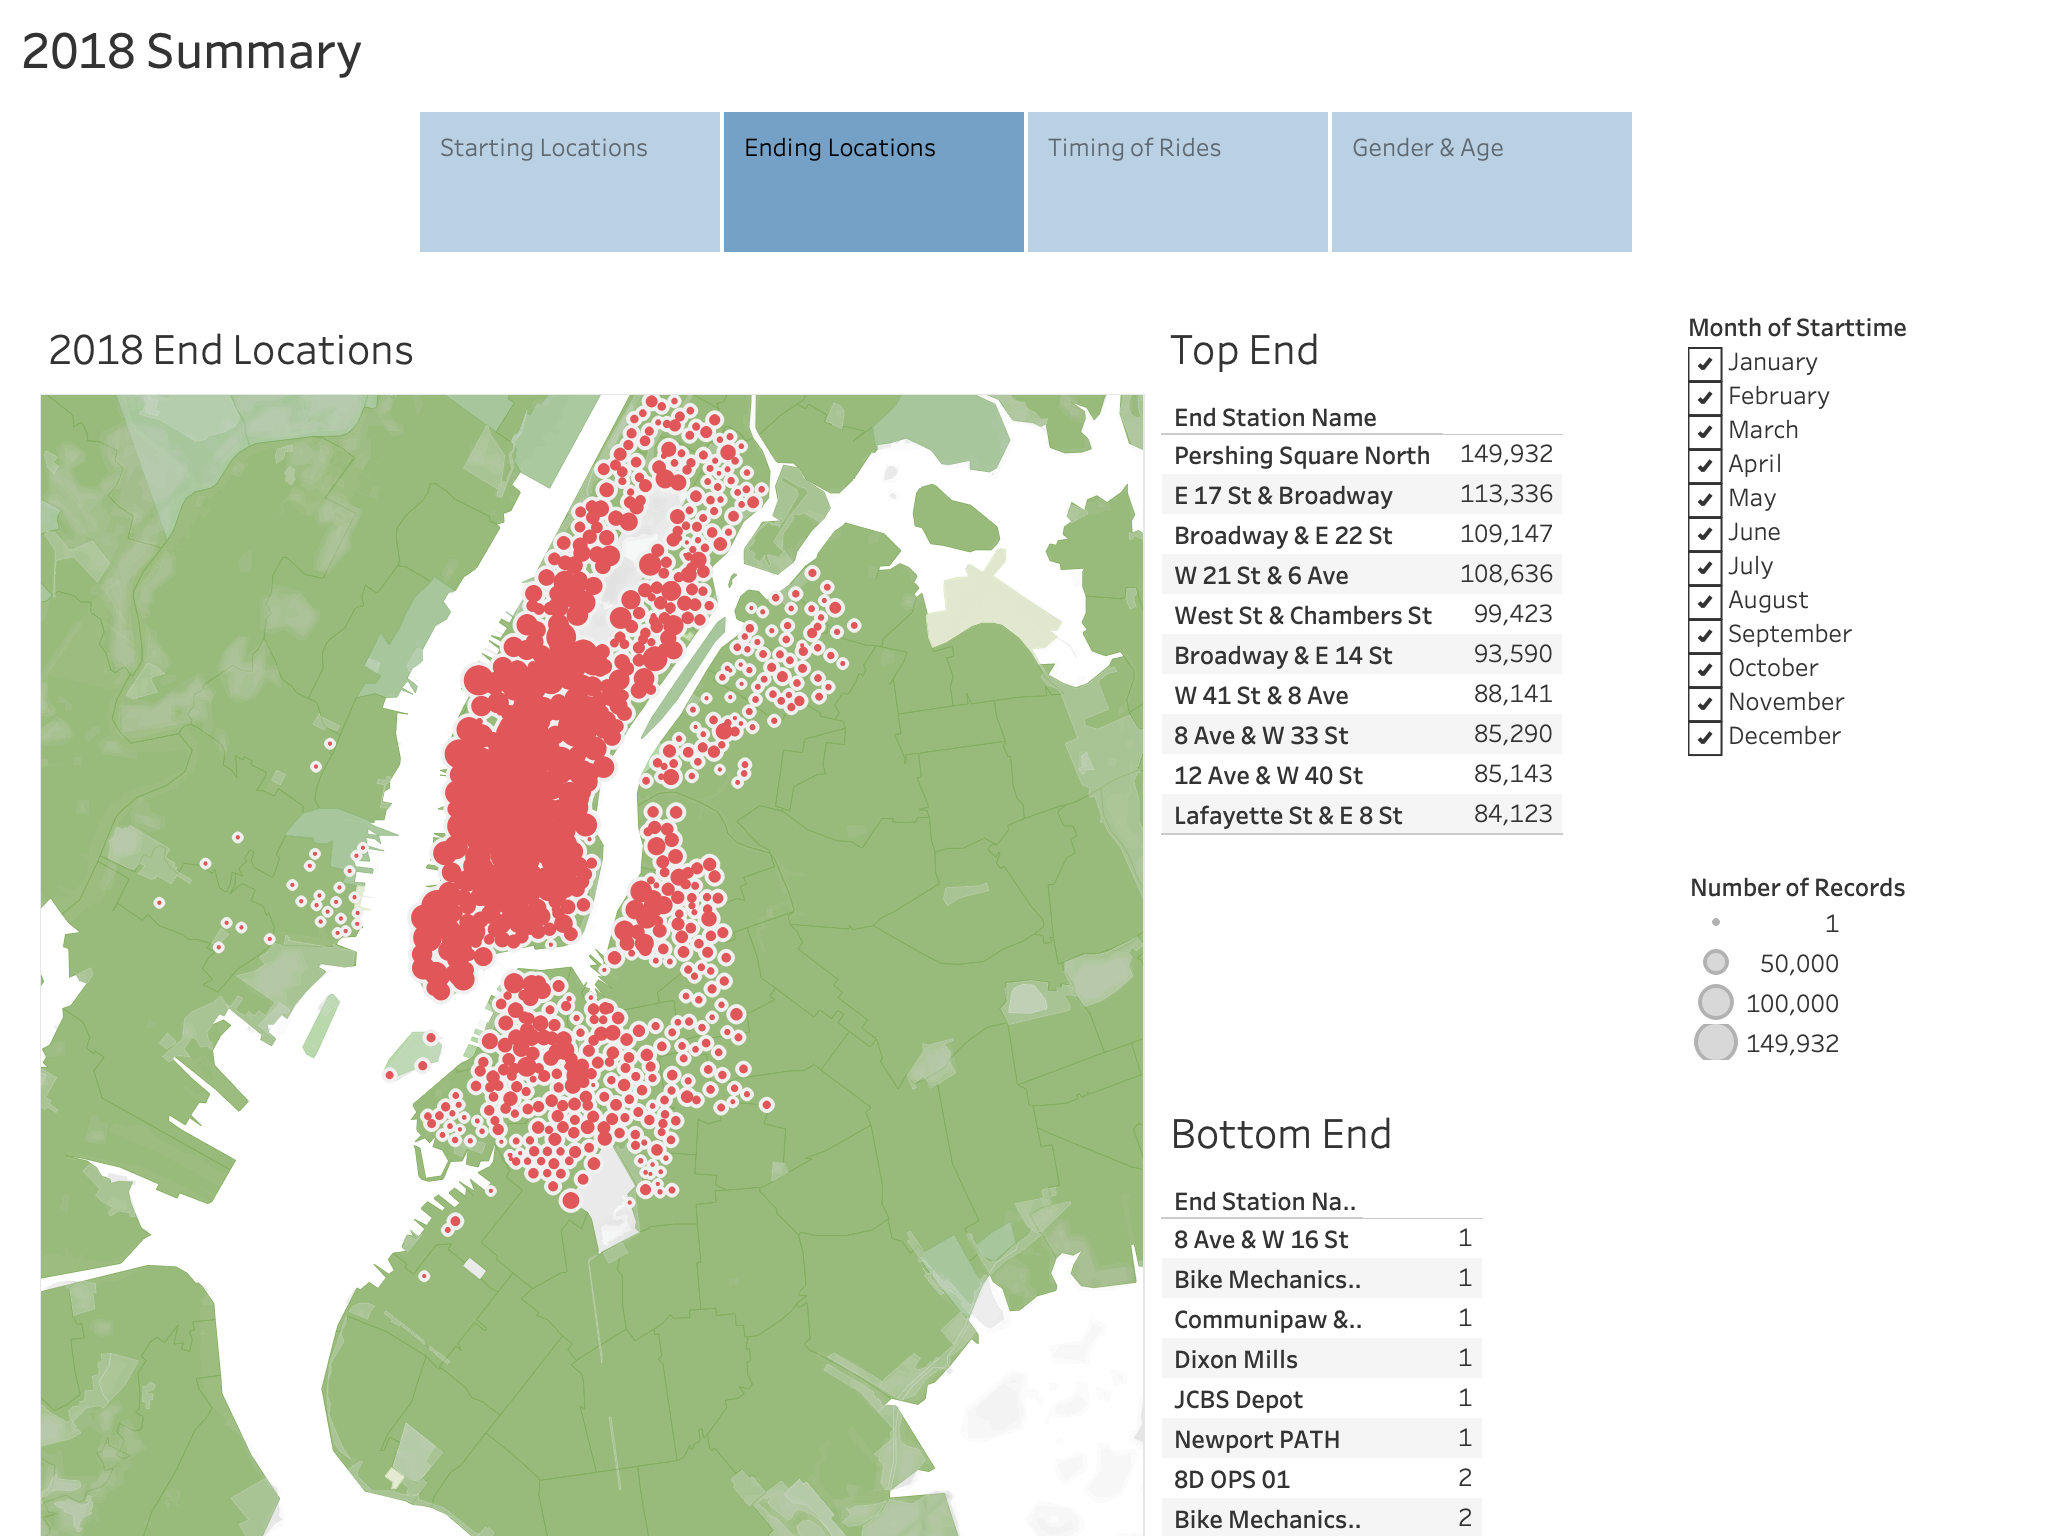 2018 Summary
Starting Locations
Ending Locations
Timing of Rides
Gender & Age
2018 End Locations
Top End
End Station Name
Pershing Square North 149,932
E 17 St & Broadway 113,336
Broadway & E 22 St 109,147
W 21 St & 6 Ave 108,636
West St & Chambers St 99,423
Broadway & E 14 St 93,590
W 41 St & 8 Ave 88,141
8 Ave & W 33 St 85,290
12 Ave & W 40 St 85,143
Lafayette St & E 8 St 84,123
Month of Starttime
January
February
March
April
May
June
July
August
September
October
November
December
Number of Records
1
50,000
100,000
149,932
Bottom End
End Station Na..
8 Ave & W 16 St 1
Bike Mechanics.. 1
Communipaw &.. 1
Dixon Mills 1
JCBS Depot 1
Newport PATH 1
8D OPS 01 2
Bike Mechanics.. 2